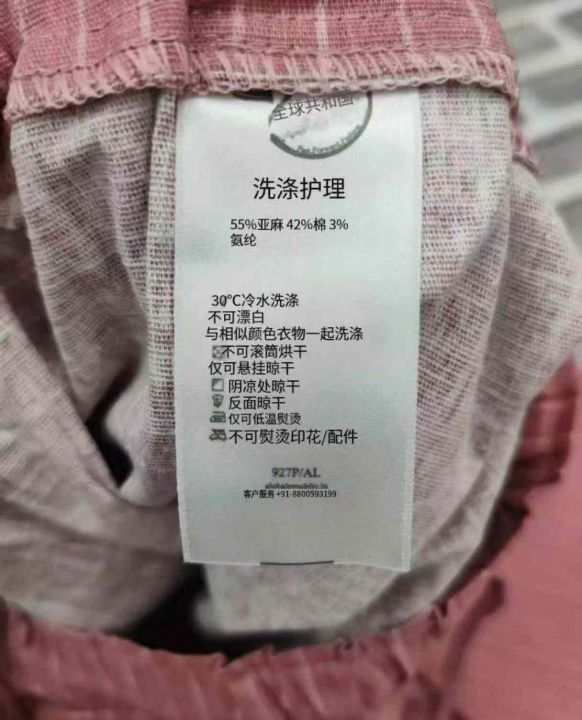 全球共和国
洗涤护理
55%亚麻 42%棉 3%
氨纶
30℃冷水洗涤
不可漂白
与相似颜色衣物一起洗涤
不可滚筒烘干
仅可悬挂晾干
阴凉处晾干
反面晾干
仅可低温熨烫
不可熨烫印花/配件
927P/AL
客户服务 +91-8800593199